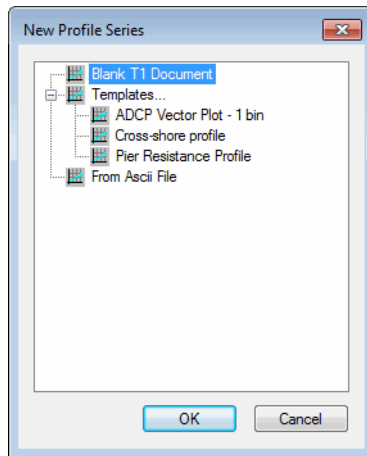 New Profile Series
Blank T1 Document
Templates...
ADCP Vector Plot - 1 bin
Cross-shore profile
Pier Resistance Profile
From Ascii File
OK
Cancel